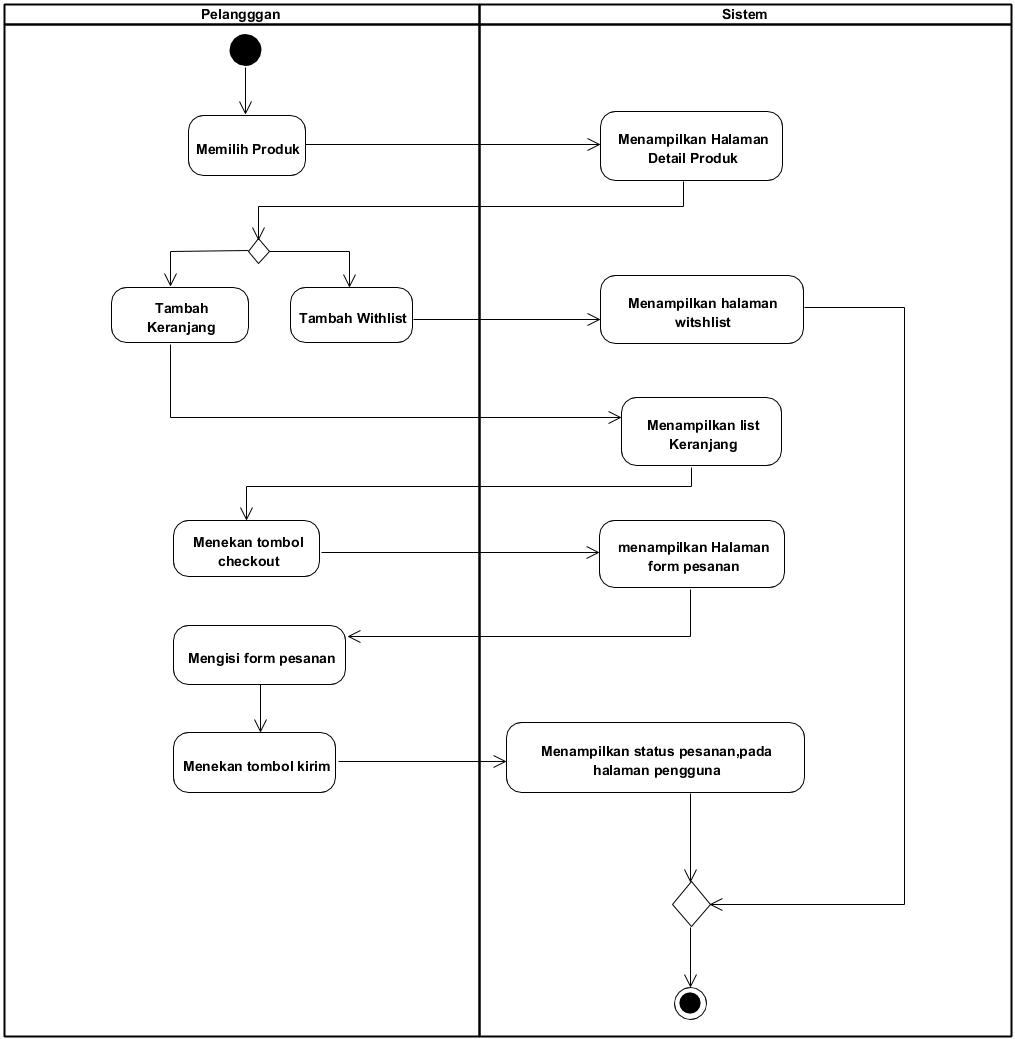 Pelangggan
Sistem
Memilih Produk
Menampilkan Halaman
Detail Produk
Tambah
Keranjang
Tambah Withlist
Menampilkan halaman
witshlist
Menampilkan list
Keranjang
Menekan tombol
checkout
menampilkan Halaman
form pesanan
Mengisi form pesanan
Menekan tombol kirim
Menampilkan status pesanan,pada
halaman pengguna